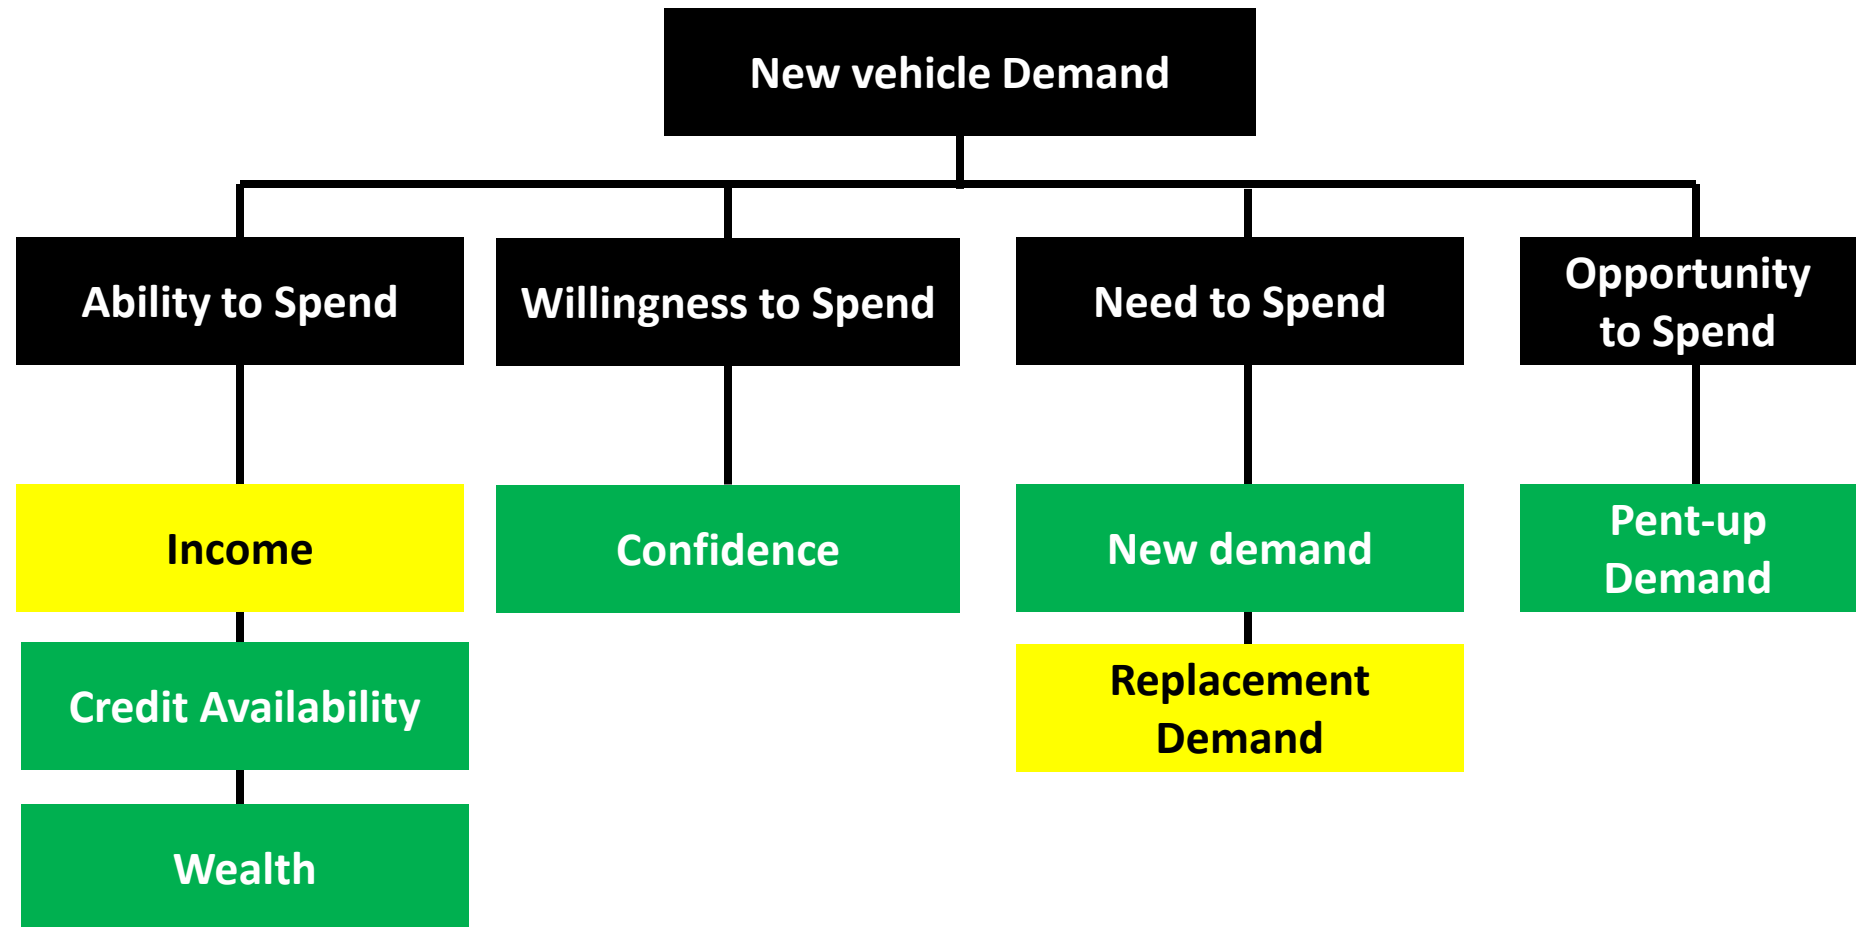 New vehicle Demand
Ability to Spend
Willingness to Spend
Need to Spend
Opportunity
to Spend
Income
Confidence
New demand
Pent-up
Demand
Credit Availability
Replacement
Demand
Wealth